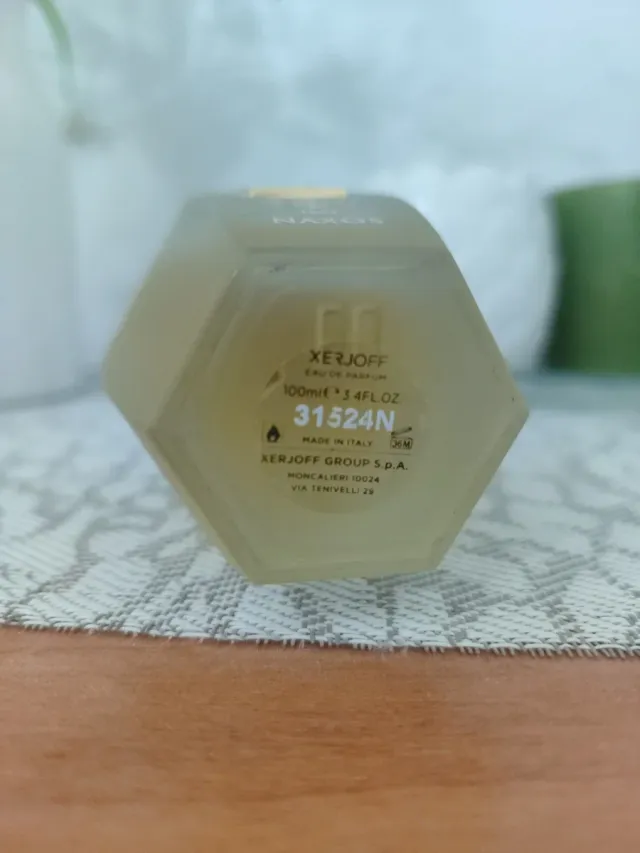 NAXOS
XERJOFF
EAU DE PARFUM
100ml℮ 3.4FL.OZ
31524N
MADE IN ITALY
36M
XERJOFF GROUP S.p.A.
MONCALIERI 10024
VIA TENIVELLI 29